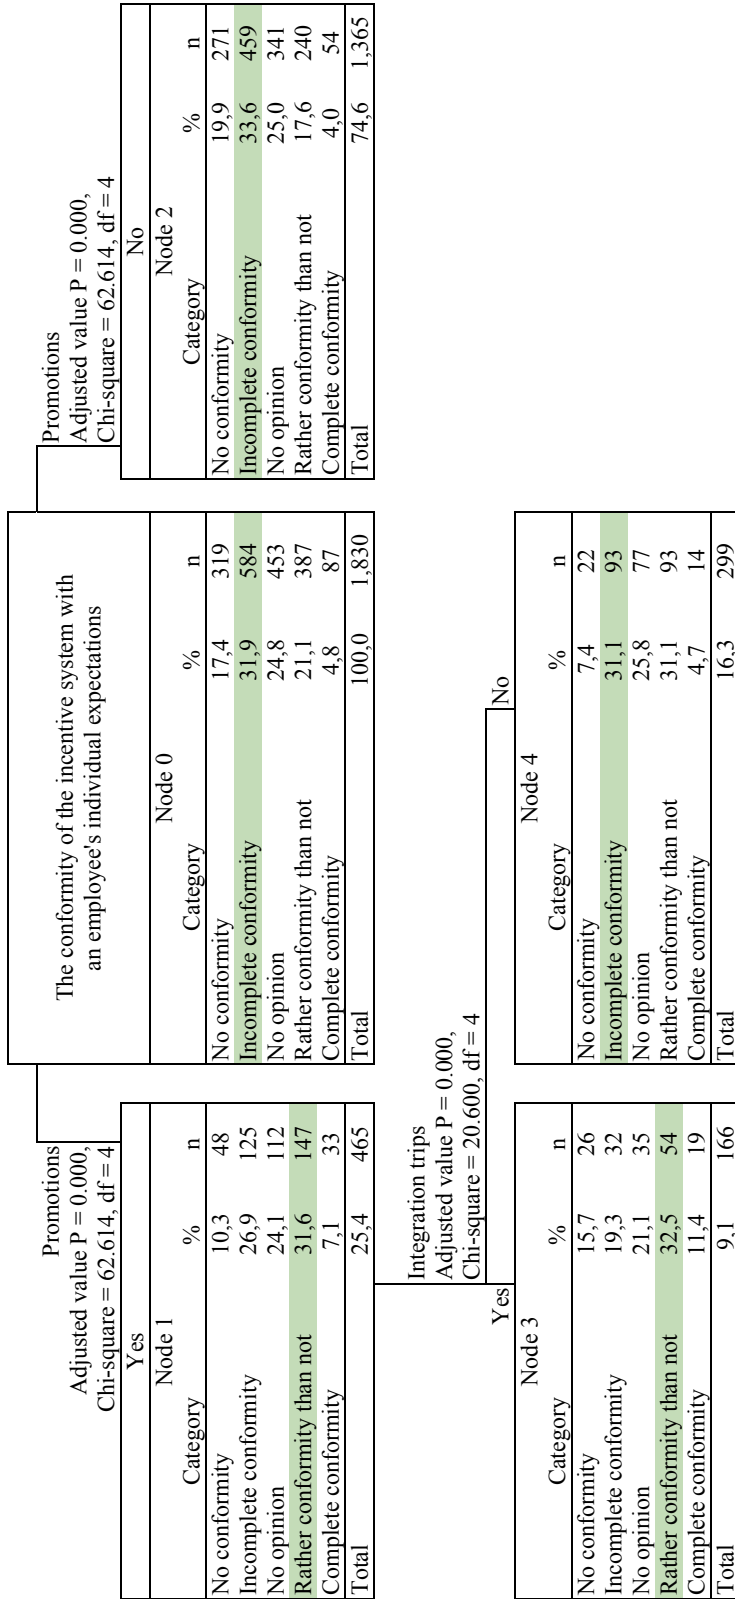 The conformity of the incentive system with
an employee's individual expectations
Node 0
Category % n
No conformity 17,4 319
Incomplete conformity 31,9 584
No opinion 24,8 453
Rather conformity than not 21,1 387
Complete conformity 4,8 87
Total 100,0 1,830
Promotions
Adjusted value P = 0.000,
Chi-square = 62.614, df = 4
Yes
Node 1
Category % n
No conformity 10,3 48
Incomplete conformity 26,9 125
No opinion 24,1 112
Rather conformity than not 31,6 147
Complete conformity 7,1 33
Total 25,4 465
Promotions
Adjusted value P = 0.000,
Chi-square = 62.614, df = 4
No
Node 2
Category % n
No conformity 19,9 271
Incomplete conformity 33,6 459
No opinion 25,0 341
Rather conformity than not 17,6 240
Complete conformity 4,0 54
Total 74,6 1,365
Integration trips
Adjusted value P = 0.000,
Chi-square = 20.600, df = 4
Yes
Node 3
Category % n
No conformity 15,7 26
Incomplete conformity 19,3 32
No opinion 21,1 35
Rather conformity than not 32,5 54
Complete conformity 11,4 19
Total 9,1 166
No
Node 4
Category % n
No conformity 7,4 22
Incomplete conformity 31,1 93
No opinion 25,8 77
Rather conformity than not 31,1 93
Complete conformity 4,7 14
Total 16,3 299